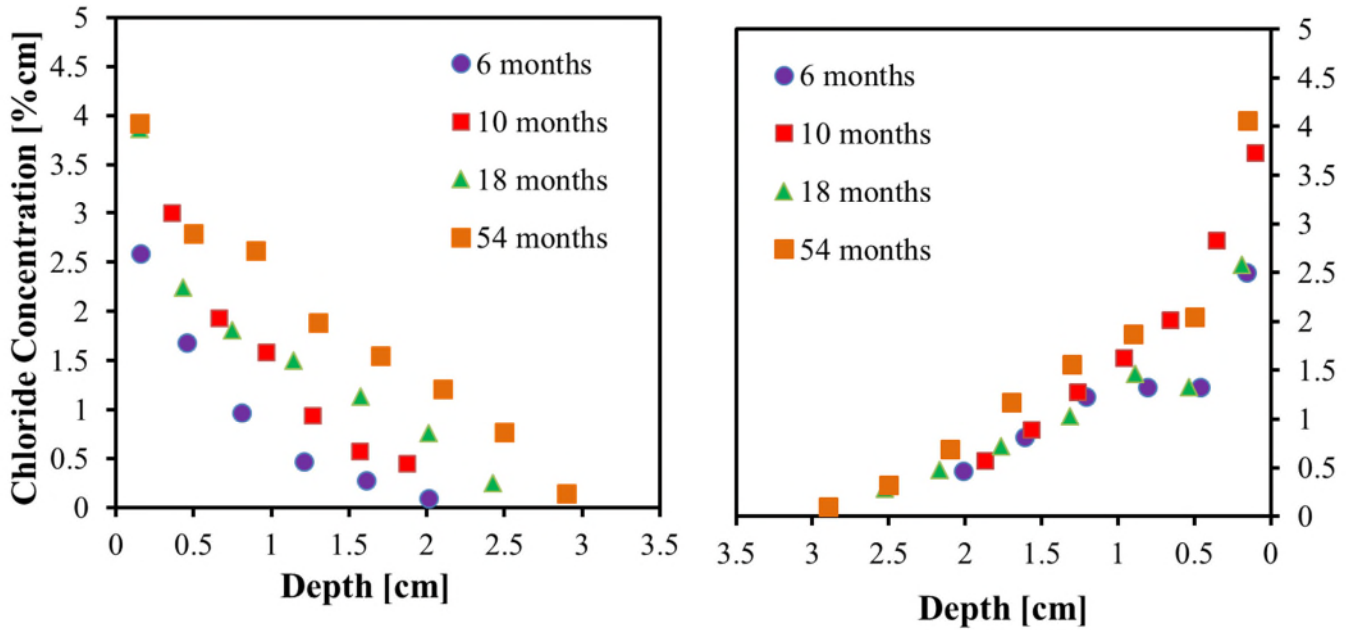 Chloride Concentration [%cm]
5
4.5
4
3.5
3
2.5
2
1.5
1
0.5
0
6 months
10 months
18 months
54 months
0 0.5 1 1.5 2 2.5 3 3.5
Depth [cm]
6 months
10 months
18 months
54 months
5
4.5
4
3.5
3
2.5
2
1.5
1
0.5
0
3.5 3 2.5 2 1.5 1 0.5 0
Depth [cm]